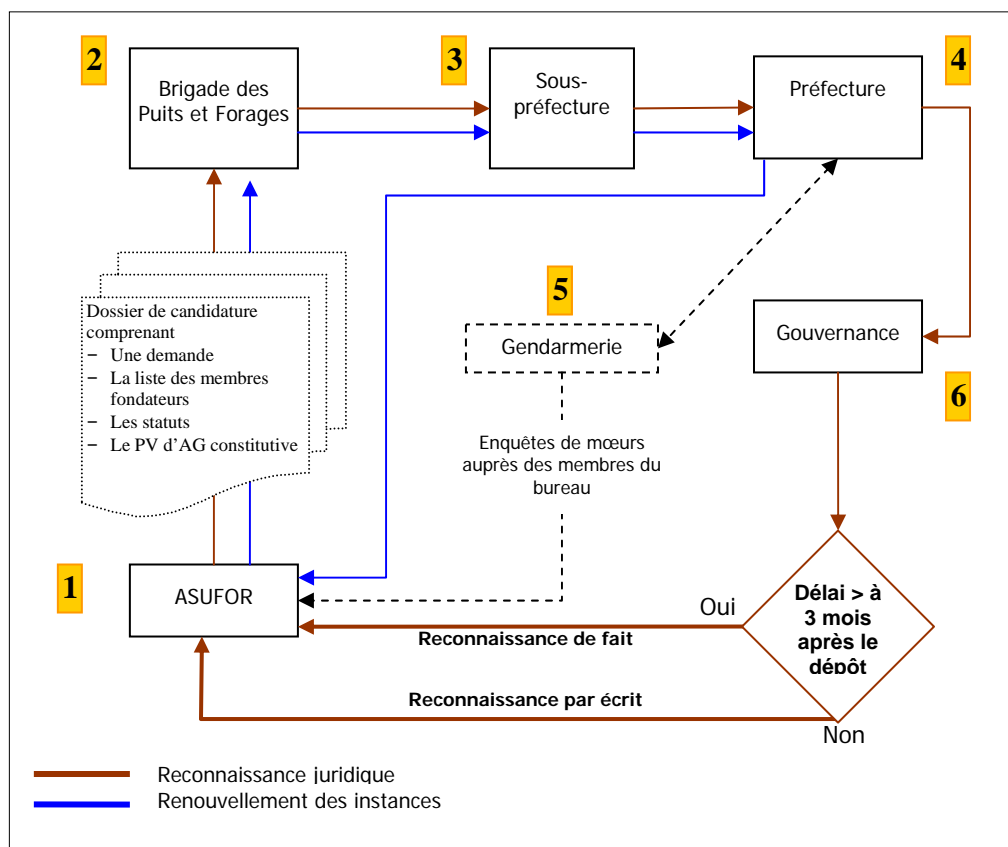 2
3
4
Brigade des
Puits et Forages
Sous-
préfecture
Préfecture
Dossier de candidature
comprenant
− Une demande
− La liste des membres
fondateurs
− Les statuts
− Le PV d'AG constitutive
5
Gendarmerie
Gouvernance
6
Enquêtes de mœurs
auprès des membres du
bureau
1
ASUFOR
Oui
Délai > à
3 mois
après le
dépôt
Reconnaissance de fait
Reconnaissance par écrit
Non
Reconnaissance juridique
Renouvellement des instances